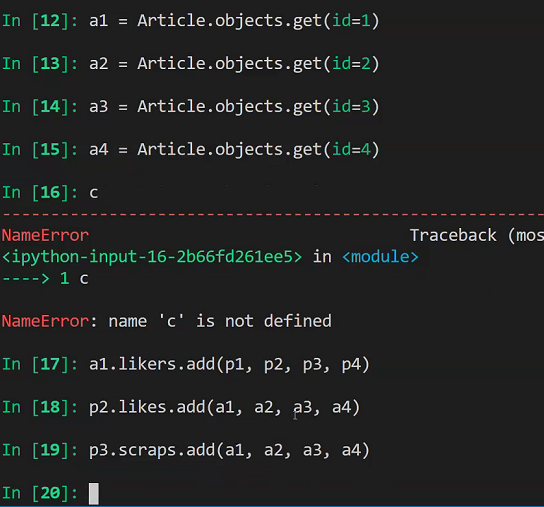 In [12]: a1 = Article.objects.get(id=1)
In [13]: a2 = Article.objects.get(id=2)
In [14]: a3 = Article.objects.get(id=3)
In [15]: a4 = Article.objects.get(id=4)
In [16]: c
---------------------------------------------------------------------------
NameError                                 Traceback (mos
<ipython-input-16-2b66fd261ee5> in <module>
----> 1 c
NameError: name 'c' is not defined
In [17]: a1.likers.add(p1, p2, p3, p4)
In [18]: p2.likes.add(a1, a2, a3, a4)
In [19]: p3.scraps.add(a1, a2, a3, a4)
In [20]: